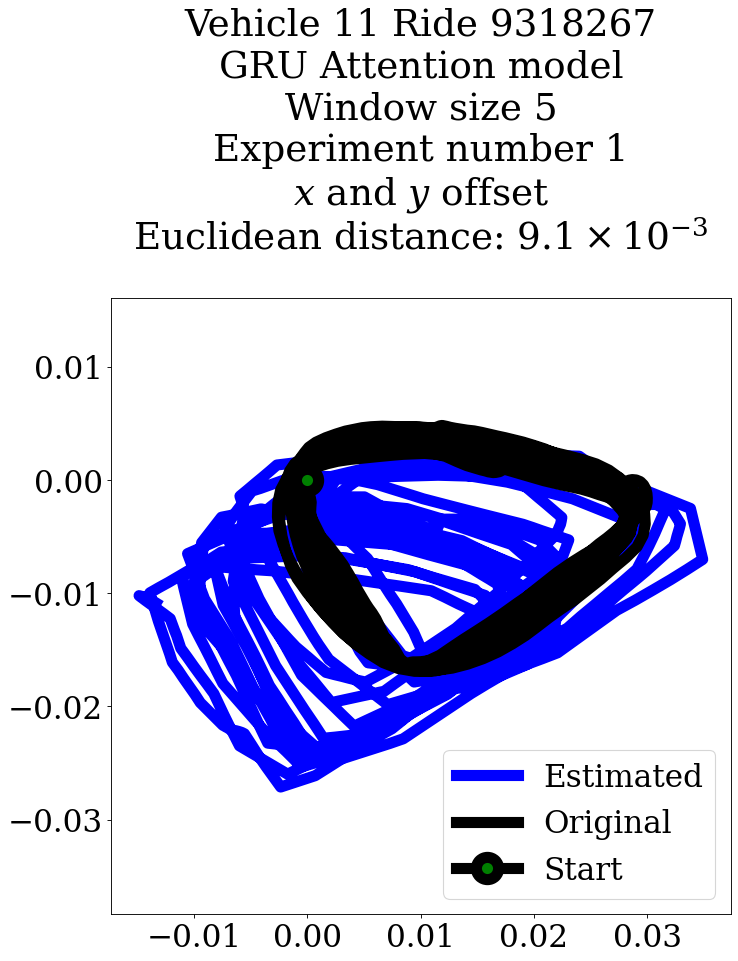 Vehicle 11 Ride 9318267
GRU Attention model
Window size 5
Experiment number 1
x and y offset
Euclidean distance: 9.1 × 10⁻³
0.01
0.00
−0.01
−0.02
−0.03
Estimated
Original
Start
−0.01 0.00 0.01 0.02 0.03